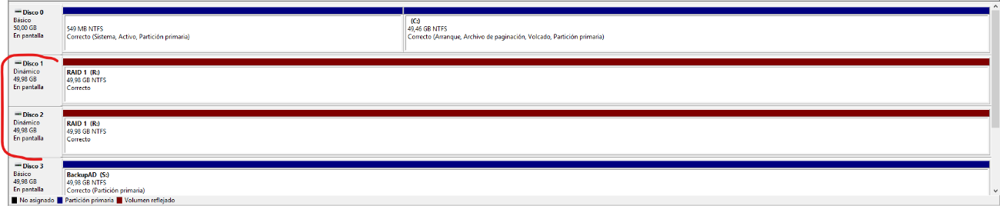 Disco 0
Básico
50,00 GB
En pantalla
549 MB NTFS
Correcto (Sistema, Activo, Partición primaria)
(C:)
49,46 GB NTFS
Correcto (Arranque, Archivo de paginación, Volcado, Partición primaria)
Disco 1
Dinámico
49,98 GB
En pantalla
RAID 1 (R:)
49,98 GB NTFS
Correcto
Disco 2
Dinámico
49,98 GB
En pantalla
RAID 1 (R:)
49,98 GB NTFS
Correcto
Disco 3
Básico
49,98 GB
En pantalla
BackupAD (S:)
49,98 GB NTFS
Correcto (Partición primaria)
No asignado Partición primaria Volumen reflejado